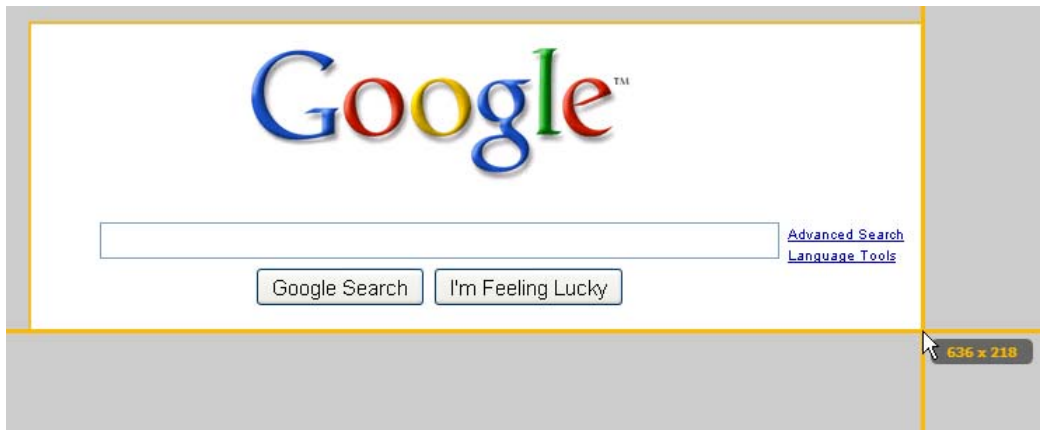 Google™
Advanced Search
Language Tools
Google Search I'm Feeling Lucky
636 x 218